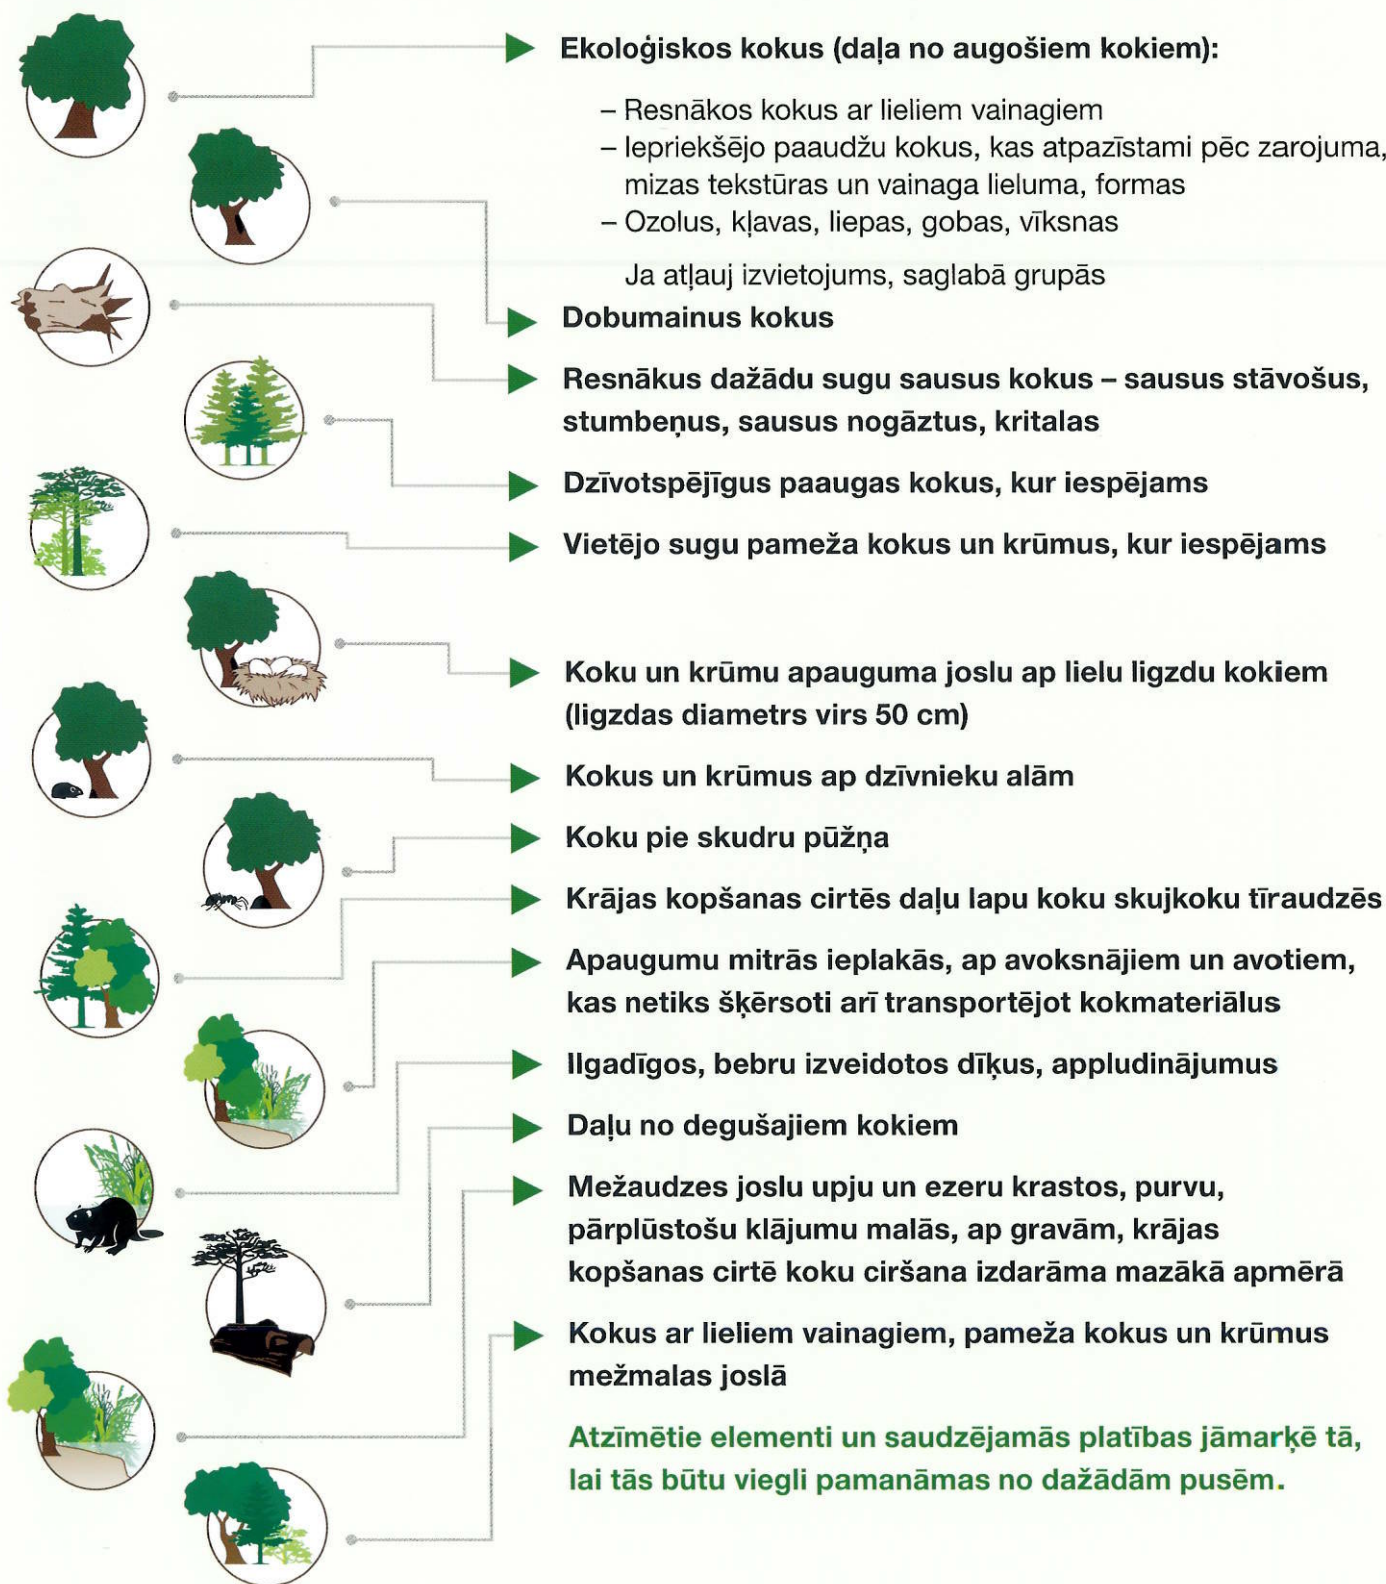 Ekoloģiskos kokus (daļa no augošiem kokiem):
– Resnākos kokus ar lieliem vainagiem
– Iepriekšējo paaudžu kokus, kas atpazīstami pēc zarojuma,
mizas tekstūras un vainaga lieluma, formas
– Ozolus, kļavas, liepas, gobas, vīksnas
Ja atļauj izvietojums, saglabā grupās
Dobumainus kokus
Resnākus dažādu sugu sausus kokus – sausus stāvošus,
stumbeņus, sausus nogāztus, kritalas
Dzīvotspējīgus paaugas kokus, kur iespējams
Vietējo sugu pameža kokus un krūmus, kur iespējams
Koku un krūmu apauguma joslu ap lielu ligzdu kokiem
(ligzdas diametrs virs 50 cm)
Kokus un krūmus ap dzīvnieku alām
Koku pie skudru pūžņa
Krājas kopšanas cirtēs daļu lapu koku skujkoku tīraudzēs
Apaugumu mitrās ieplakās, ap avoksnājiem un avotiem,
kas netiks šķērsoti arī transportējot kokmateriālus
Ilgadīgos, bebru izveidotos dīķus, appludinājumus
Daļu no degušajiem kokiem
Mežaudzes joslu upju un ezeru krastos, purvu,
pārplūstošu klājumu malās, ap gravām, krājas
kopšanas cirtē koku ciršana izdarāma mazākā apmērā
Kokus ar lieliem vainagiem, pameža kokus un krūmus
mežmalas joslā
Atzīmētie elementi un saudzējamās platības jāmarķē tā,
lai tās būtu viegli pamanāmas no dažādām pusēm.